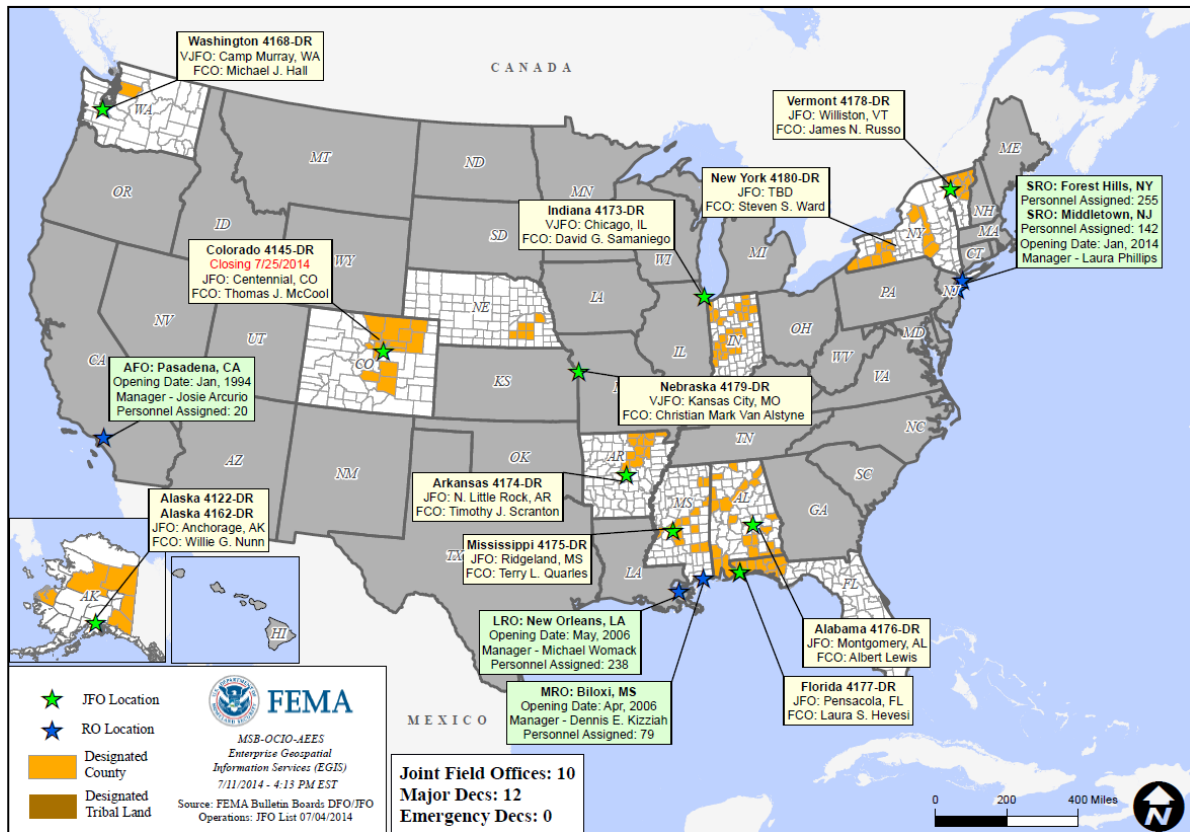 Washington 4168-DR
VJFO: Camp Murray, WA
FCO: Michael J. Hall
CANADA
Vermont 4178-DR
JFO: Williston, VT
FCO: James N. Russo
New York 4180-DR
JFO: TBD
FCO: Steven S. Ward
SRO: Forest Hills, NY
Personnel Assigned: 255
SRO: Middletown, NJ
Personnel Assigned: 142
Opening Date: Jan, 2014
Manager - Laura Phillips
Indiana 4173-DR
VJFO: Chicago, IL
FCO: David G. Samaniego
Colorado 4145-DR
Closing 7/25/2014
JFO: Centennial, CO
FCO: Thomas J. McCool
AFO: Pasadena, CA
Opening Date: Jan, 1994
Manager - Josie Arcurio
Personnel Assigned: 20
Nebraska 4179-DR
VJFO: Kansas City, MO
FCO: Christian Mark Van Alstyne
Arkansas 4174-DR
JFO: N. Little Rock, AR
FCO: Timothy J. Scranton
Alaska 4122-DR
Alaska 4162-DR
JFO: Anchorage, AK
FCO: Willie G. Nunn
Mississippi 4175-DR
JFO: Ridgeland, MS
FCO: Terry L. Quarles
LRO: New Orleans, LA
Opening Date: May, 2006
Manager - Michael Womack
Personnel Assigned: 238
Alabama 4176-DR
JFO: Montgomery, AL
FCO: Albert Lewis
MRO: Biloxi, MS
Opening Date: Apr, 2006
Manager - Dennis E. Kizziah
Personnel Assigned: 79
Florida 4177-DR
JFO: Pensacola, FL
FCO: Laura S. Hevesi
WA
OR
CA
NV
ID
MT
WY
UT
CO
AZ
NM
ND
SD
NE
KS
OK
TX
MN
IA
AR
LA
WI
IL
MI
IN
OH
TN
MS
AL
GA
FL
SC
NC
VA
WV
MD
PA
NJ
NY
CT
MA
NH
ME
AK
HI
MEXICO
JFO Location
RO Location
Designated
County
Designated
Tribal Land
FEMA
MSB-OCIO-AEES
Enterprise Geospatial
Information Services (EGIS)
7/11/2014 - 4:13 PM EST
Source: FEMA Bulletin Boards DFO/JFO
Operations: JFO List 07/04/2014
Joint Field Offices: 10
Major Decs: 12
Emergency Decs: 0
0 200 400 Miles
N